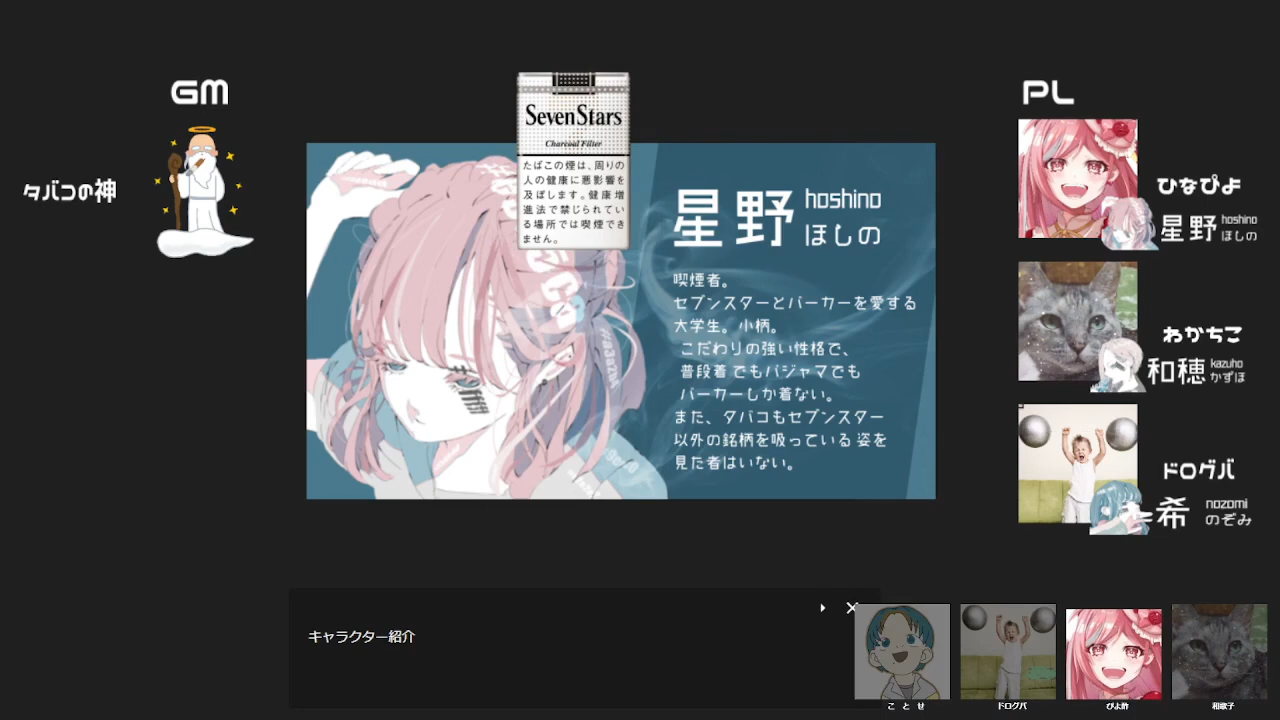 GM
タバコの神
SevenStars
Charcoal Filter
たばこの煙は、周りの
人の健康に悪影響を
及ぼします。健康増
進法で禁じられてい
る場所では喫煙でき
ません。
星野
hoshino
ほしの
喫煙者。
セブンスターとパーカーを愛する
大学生。小柄。
こだわりの強い性格で、
普段着でもパジャマでも
パーカーしか着ない。
また、タバコもセブンスター
以外の銘柄を吸っている姿を
見た者はいない。
PL
ひなぴよ
星野
hoshino
ほしの
わかちこ
和穂
kazuho
かずほ
ドログバ
希
nozomi
のぞみ
キャラクター紹介
ことせ
ドログバ
ぴよ酢
和歌子